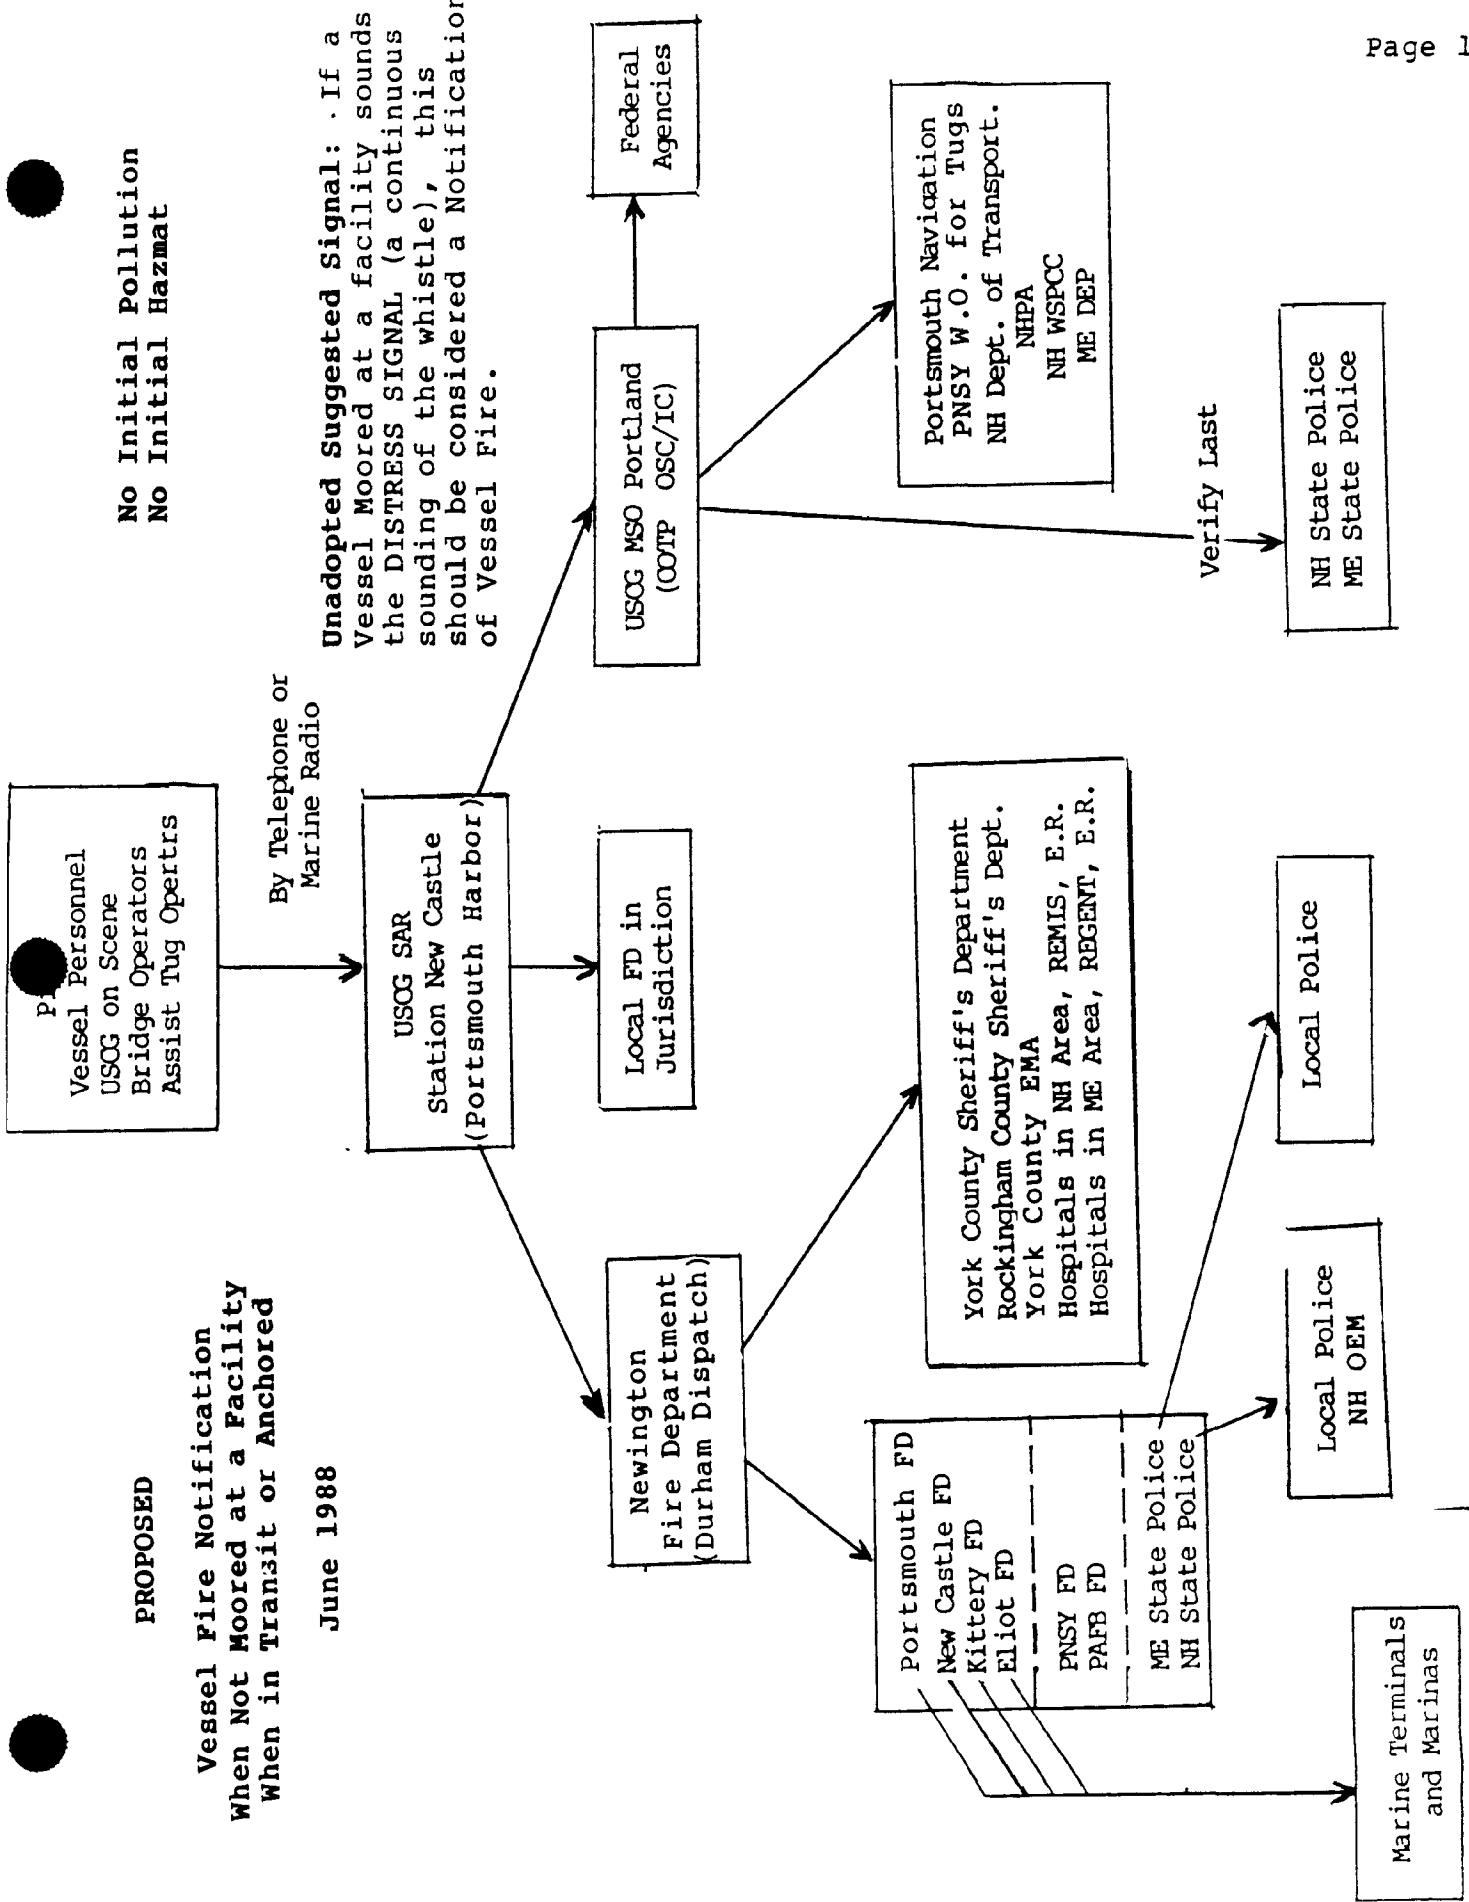 PROPOSED
Vessel Fire Notification
When Not Moored at a Facility
When in Transit or Anchored
June 1988
Vessel Personnel
USCG on Scene
Bridge Operators
Assist Tug Opertrs
No Initial Pollution
No Initial Hazmat
By Telephone or
Marine Radio
Unadopted Suggested Signal: If a
Vessel Moored at a facility sounds
the DISTRESS SIGNAL (a continuous
sounding of the whistle), this
should be considered a Notification
of Vessel Fire.
USCG SAR
Station New Castle
(Portsmouth Harbor)
Newington
Fire Department
(Durham Dispatch)
Local FD in
Jurisdiction
USCG MSO Portland
(COTP OSC/IC)
Federal
Agencies
Portsmouth FD
New Castle FD
Kittery FD
Eliot FD
PNSY FD
PAFB FD
ME State Police
NH State Police
York County Sheriff's Department
Rockingham County Sheriff's Dept.
York County EMA
Hospitals in NH Area, REMIS, E.R.
Hospitals in ME Area, REGENT, E.R.
Portsmouth Navigation
PNSY W.O. for Tugs
NH Dept. of Transport.
NHPA
NH WSPCC
ME DEP
Verify Last
Marine Terminals
and Marinas
Local Police
NH OEM
Local Police
NH State Police
ME State Police
Page 1